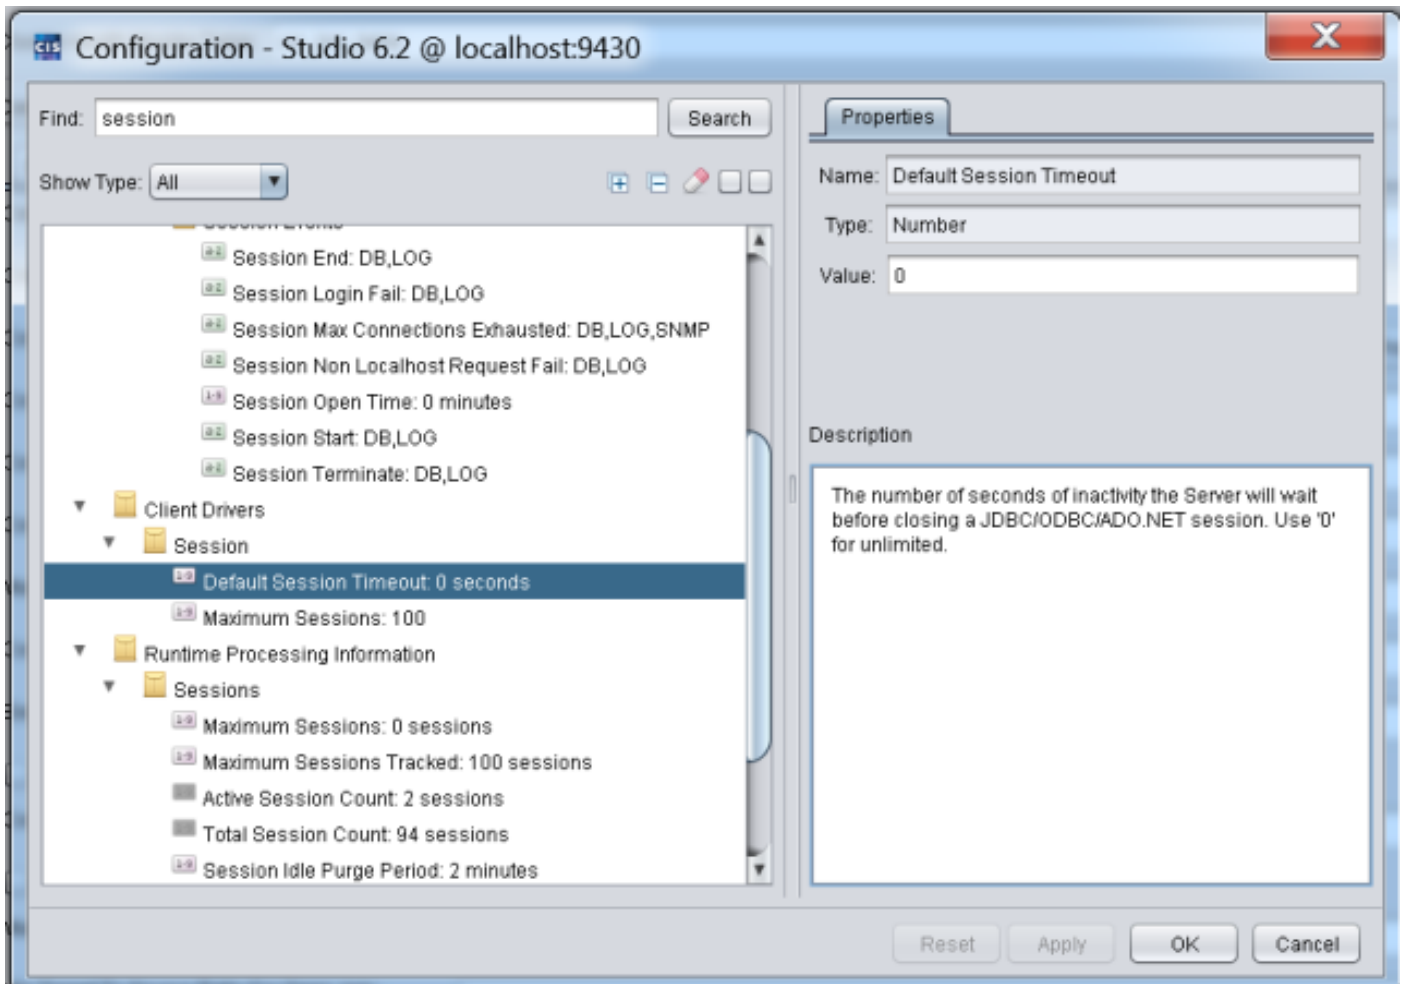 CIS Configuration - Studio 6.2 @ localhost:9430
Find: session Search
Show Type: All
Session Events
Session End: DB,LOG
Session Login Fail: DB,LOG
Session Max Connections Exhausted: DB,LOG,SNMP
Session Non Localhost Request Fail: DB,LOG
Session Open Time: 0 minutes
Session Start: DB,LOG
Session Terminate: DB,LOG
Client Drivers
Session
Default Session Timeout: 0 seconds
Maximum Sessions: 100
Runtime Processing Information
Sessions
Maximum Sessions: 0 sessions
Maximum Sessions Tracked: 100 sessions
Active Session Count: 2 sessions
Total Session Count: 94 sessions
Session Idle Purge Period: 2 minutes
Properties
Name: Default Session Timeout
Type: Number
Value: 0
Description
The number of seconds of inactivity the Server will wait
before closing a JDBC/ODBC/ADO.NET session. Use '0'
for unlimited.
Reset Apply OK Cancel